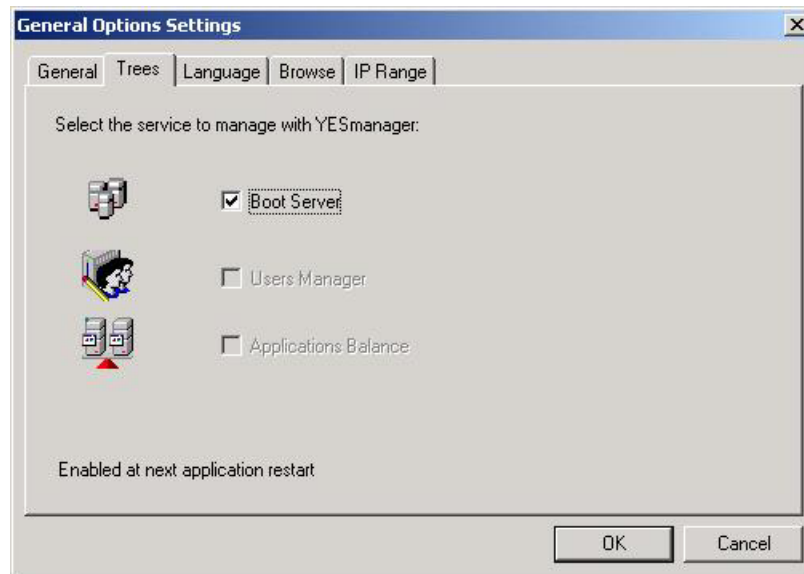 General Options Settings
General Trees Language Browse IP Range
Select the service to manage with YESmanager:
Boot Server
Users Manager
Applications Balance
Enabled at next application restart
OK Cancel